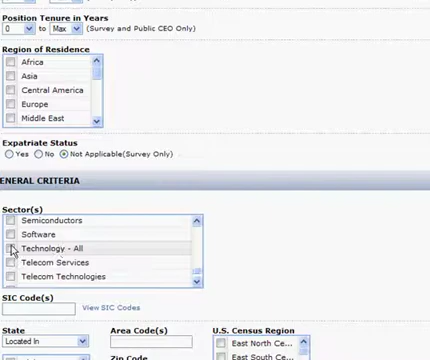 Position Tenure in Years
0 to Max (Survey and Public CEO Only)
Region of Residence
Africa
Asia
Central America
Europe
Middle East
Expatriate Status
Yes No Not Applicable(Survey Only)
ENERAL CRITERIA
Sector(s)
Semiconductors
Software
Technology - All
Telecom Services
Telecom Technologies
SIC Code(s)
View SIC Codes
State Area Code(s) U.S. Census Region
Located In East North Ce...
East South Ce...
Zip Code